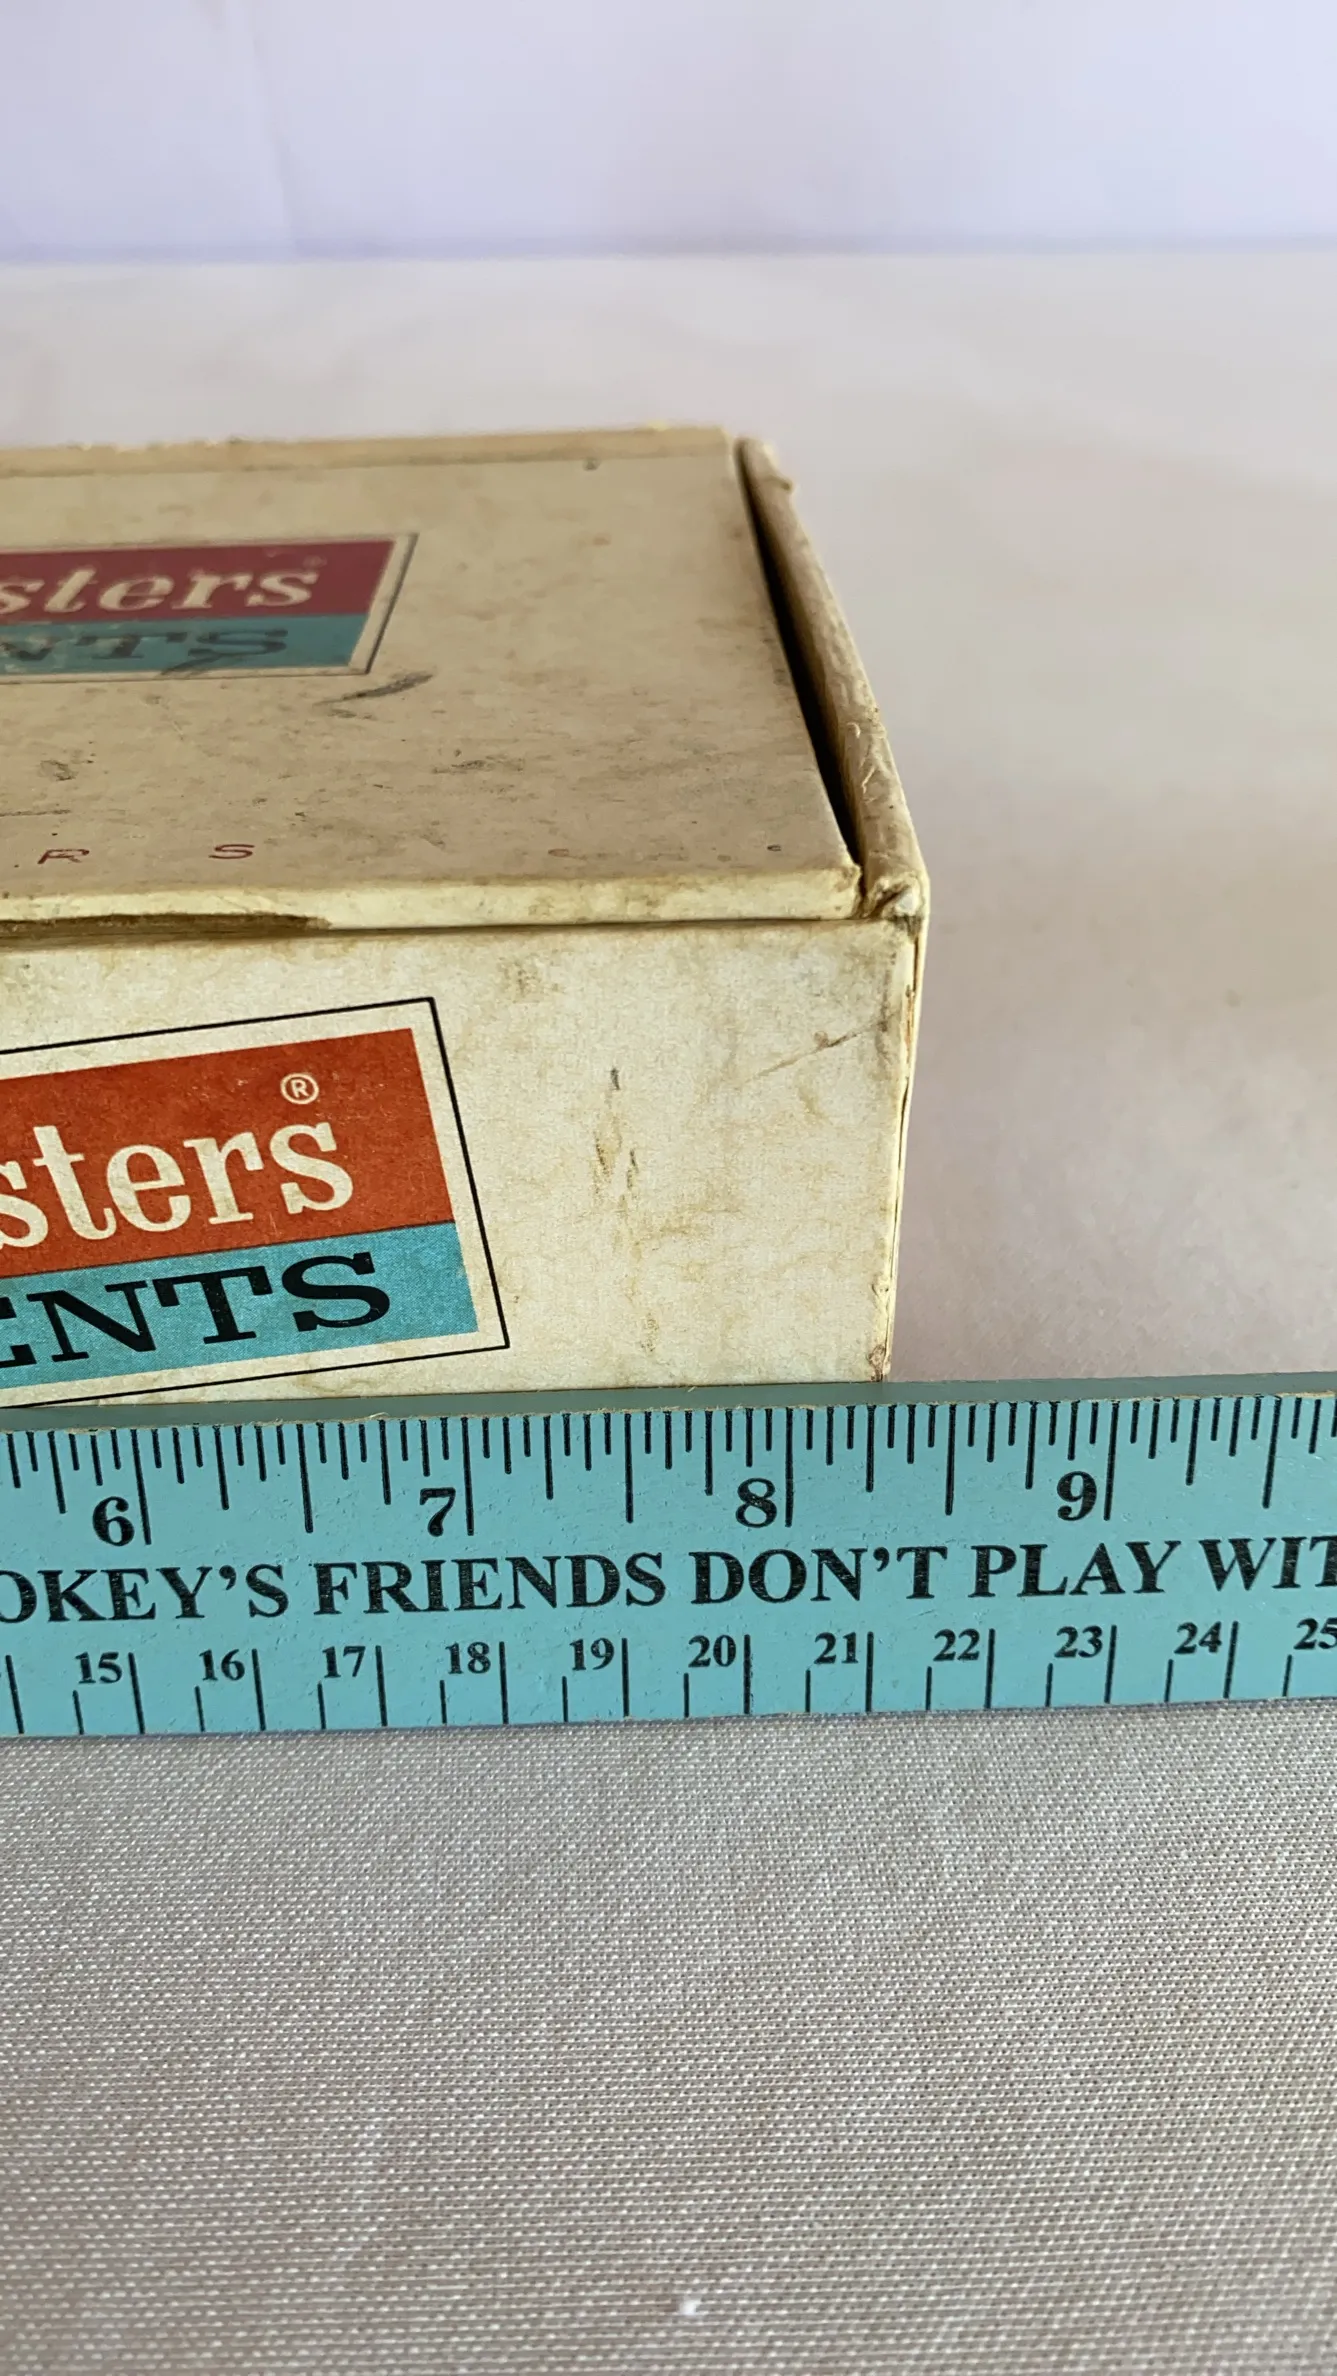 sters ®
NTS
R S
®
sters
ENTS
6 7 8 9
OKEY'S FRIENDS DON'T PLAY WIT
15 16 17 18 19 20 21 22 23 24 25